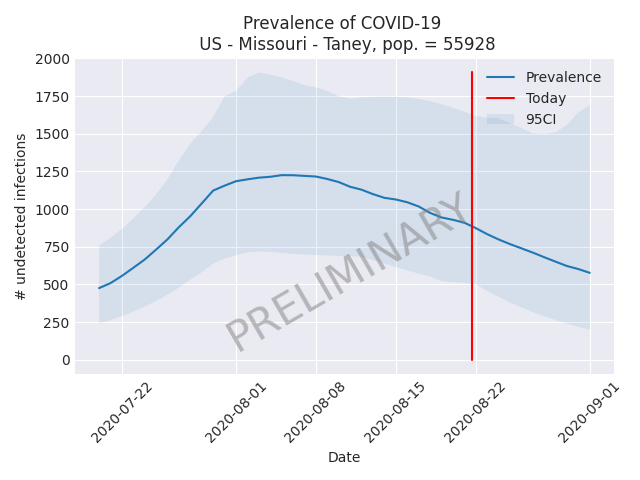 Prevalence of COVID-19
US - Missouri - Taney, pop. = 55928
2000
1750
1500
1250
1000
750
500
250
0
# undetected infections
Prevalence
Today
95CI
PRELIMINARY
2020-07-22
2020-08-01
2020-08-08
2020-08-15
2020-08-22
2020-09-01
Date